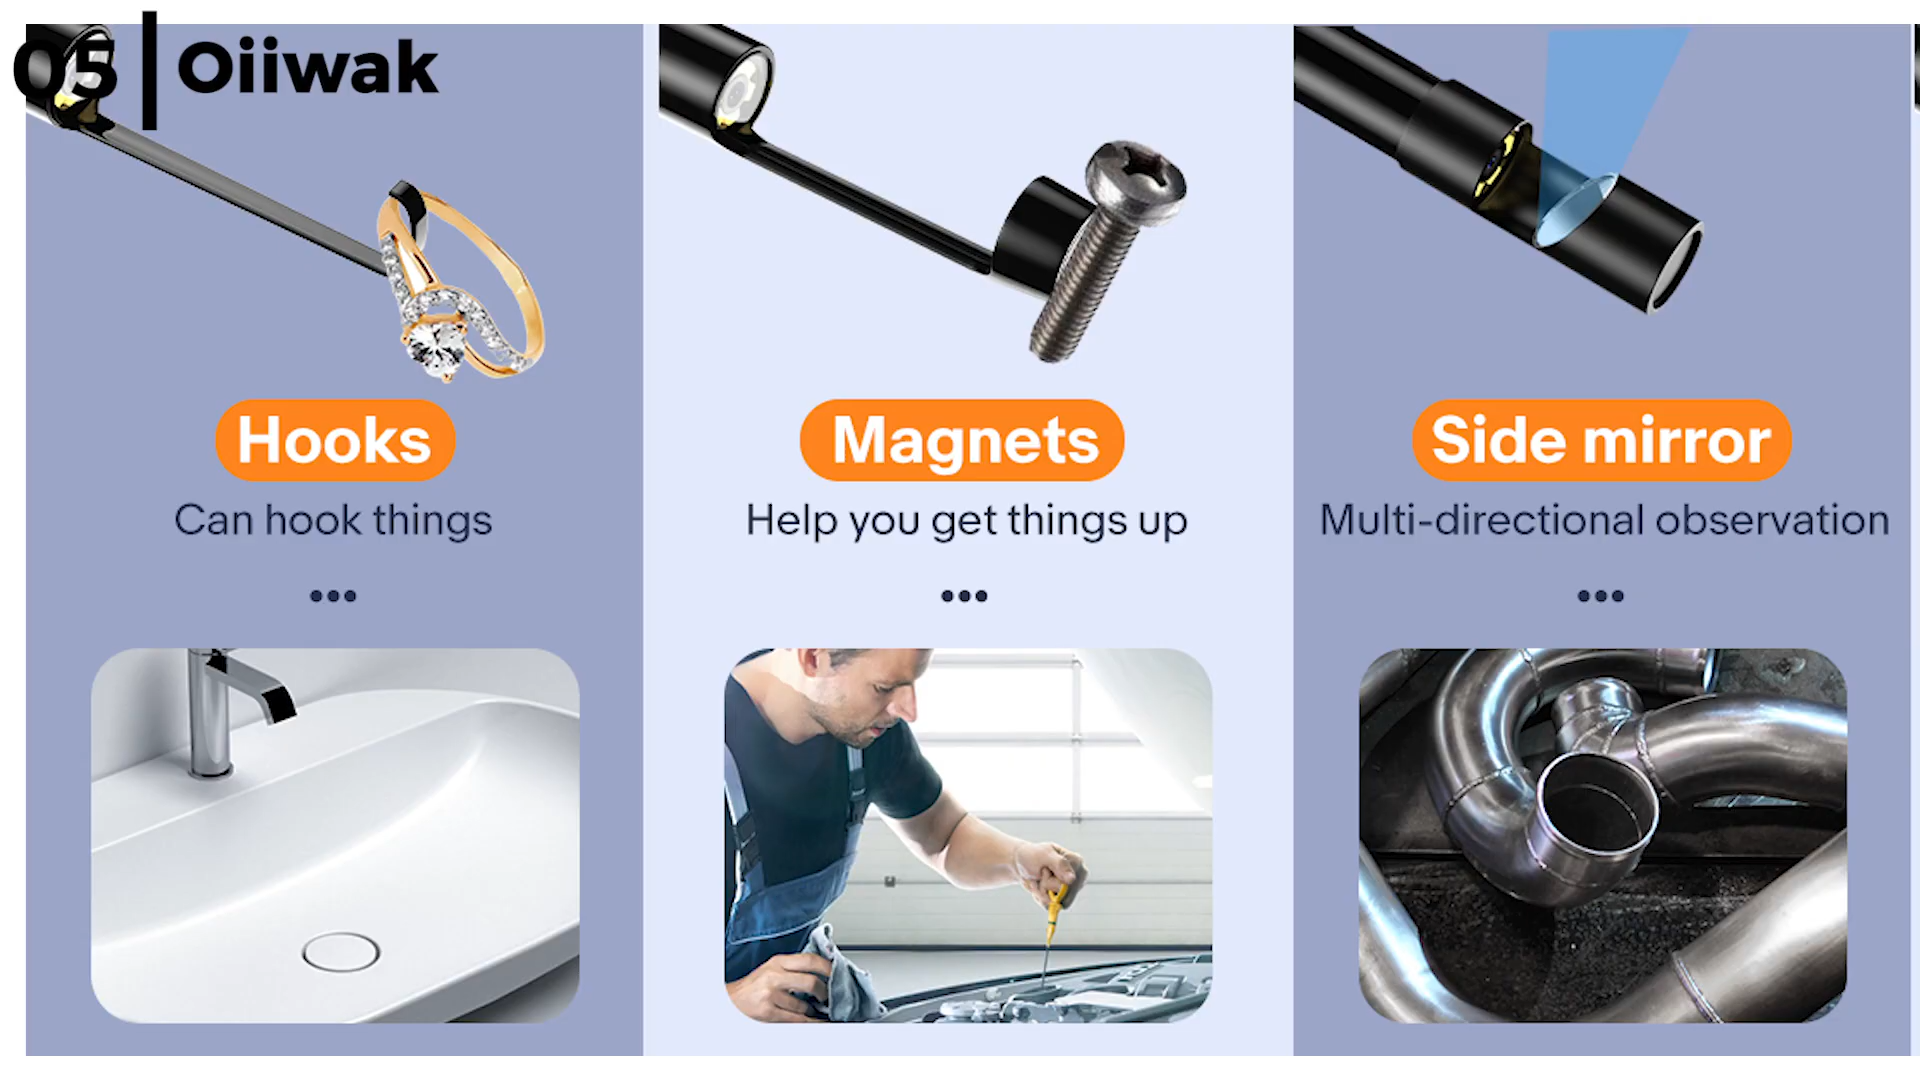 05 | Oiiwak
Hooks
Can hook things
Magnets
Help you get things up
Side mirror
Multi-directional observation